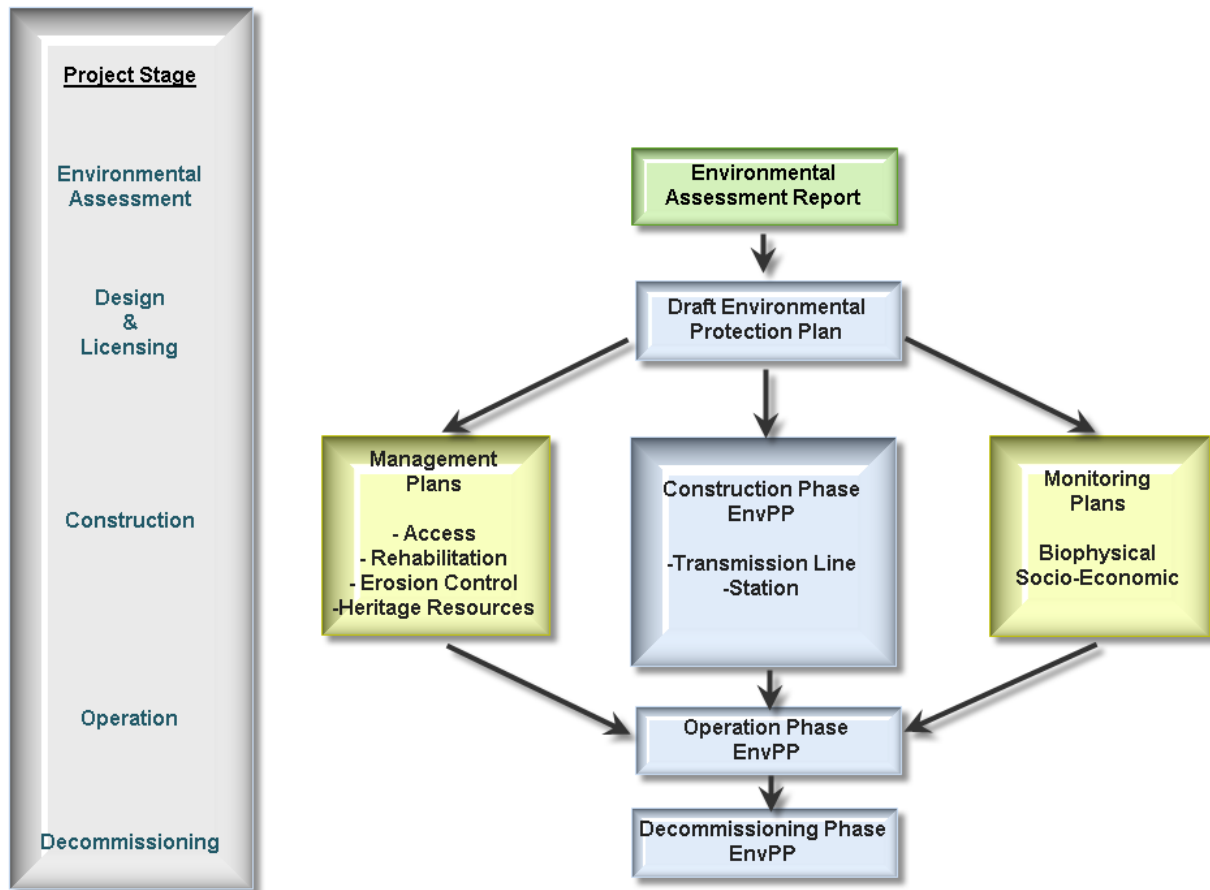 Project Stage
Environmental
Assessment
Design
&
Licensing
Construction
Operation
Decommissioning
Environmental
Assessment Report
Draft Environmental
Protection Plan
Management
Plans
- Access
- Rehabilitation
- Erosion Control
-Heritage Resources
Construction Phase
EnvPP
-Transmission Line
-Station
Monitoring
Plans
Biophysical
Socio-Economic
Operation Phase
EnvPP
Decommissioning Phase
EnvPP